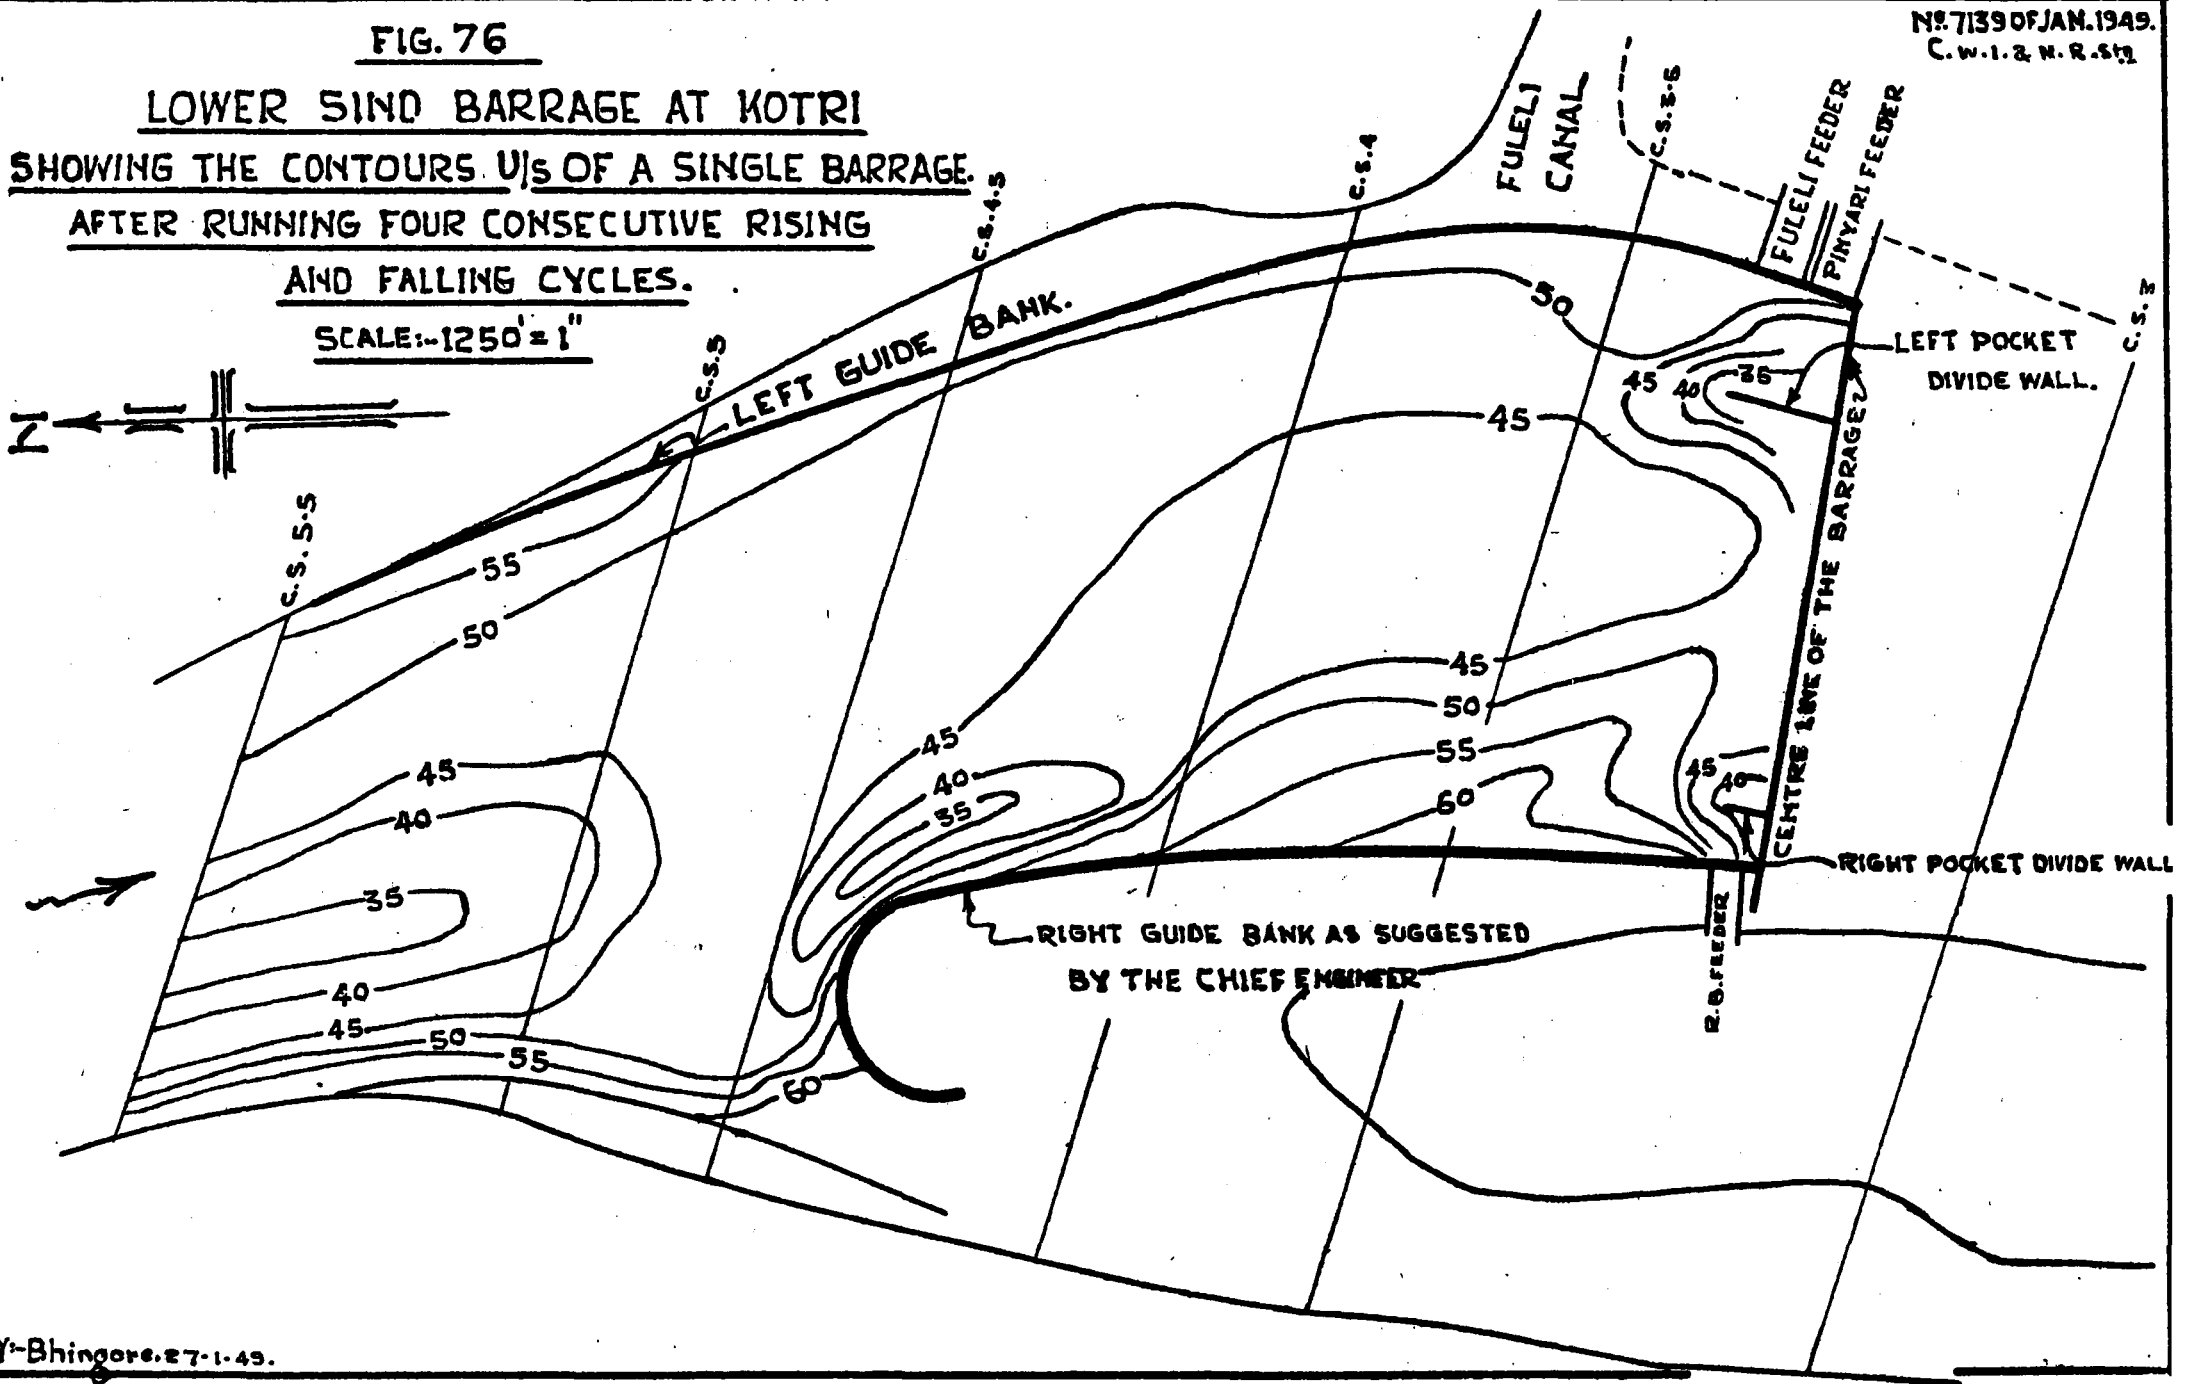 FIG. 76
LOWER SIND BARRAGE AT KOTRI
SHOWING THE CONTOURS U/S OF A SINGLE BARRAGE.
AFTER RUNNING FOUR CONSECUTIVE RISING
AND FALLING CYCLES.
SCALE:-1250'=1"
No. 7139 OF JAN. 1949.
C.W.I. & N.R. Stn
N
FULELI
CANAL
C.S. 3.5
FULELI FEEDER
PINYARI FEEDER
C.S. 4
C.S. 4.5
C.S. 5
C.S. 5.5
C.S. 3
LEFT GUIDE BANK.
LEFT POCKET
DIVIDE WALL.
CENTRE LINE OF THE BARRAGE
50
45
40
35
45
55
50
45
50
55
60
45
40
45
40
35
45
40
35
40
45
50
55
60
RIGHT POCKET DIVIDE WALL
RIGHT GUIDE BANK AS SUGGESTED
BY THE CHIEF ENGINEER
R.B. FEEDER
Y:-Bhingore. 27-1-49.